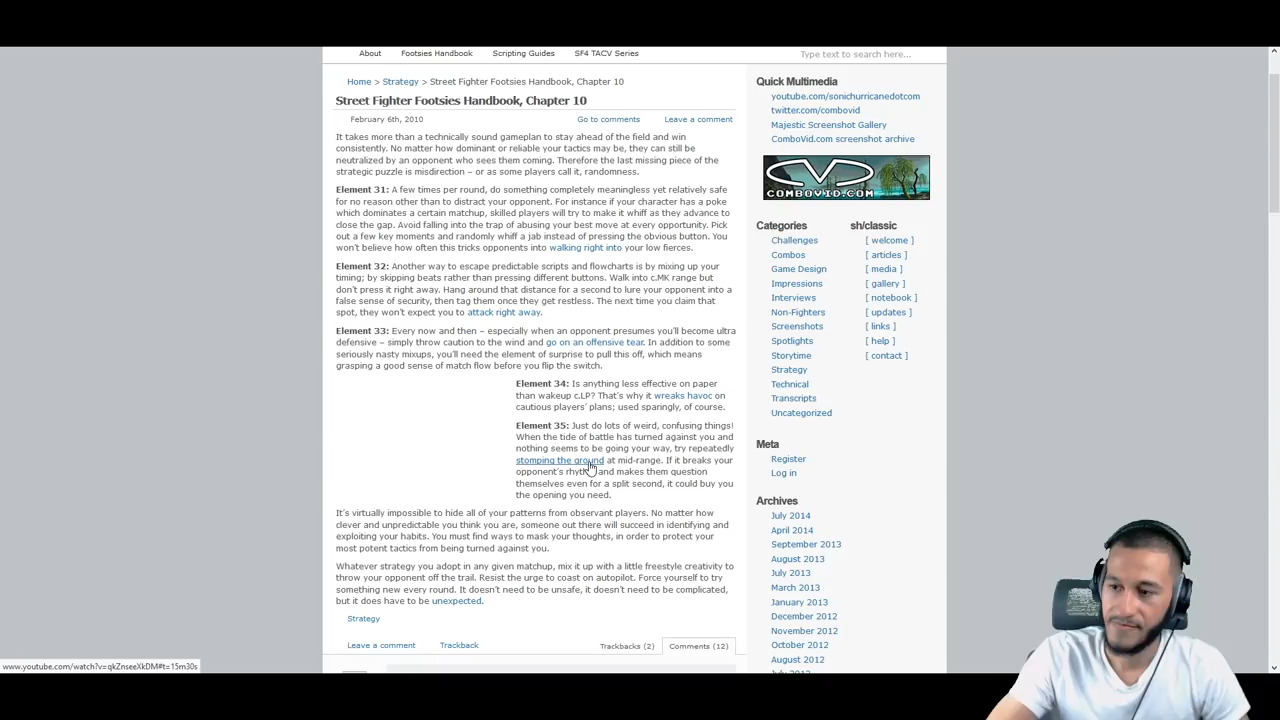 About Footsies Handbook Scripting Guides SF4 TACV Series
Type text to search here...
Home > Strategy > Street Fighter Footsies Handbook, Chapter 10
Street Fighter Footsies Handbook, Chapter 10
February 6th, 2010 Go to comments Leave a comment
It takes more than a technically sound gameplan to stay ahead of the field and win
consistently. No matter how dominant or reliable your tactics may be, they can still be
neutralized by an opponent who sees them coming. Therefore the last missing piece of the
strategic puzzle is misdirection – or as some players call it, randomness.
Element 31: A few times per round, do something completely meaningless yet relatively safe
for no reason other than to distract your opponent. For instance if your character has a poke
which dominates a certain matchup, skilled players will try to make it whiff as they advance to
close the gap. Avoid falling into the trap of abusing your best move at every opportunity. Pick
out a few key moments and randomly whiff a jab instead of pressing the obvious button. You
won't believe how often this tricks opponents into walking right into your low fierces.
Element 32: Another way to escape predictable scripts and flowcharts is by mixing up your
timing; by skipping beats rather than pressing different buttons. Walk into c.MK range but
don't press it right away. Hang around that distance for a second to lure your opponent into a
false sense of security, then tag them once they get restless. The next time you claim that
spot, they won't expect you to attack right away.
Element 33: Every now and then – especially when an opponent presumes you'll become ultra
defensive – simply throw caution to the wind and go on an offensive tear. In addition to some
seriously nasty mixups, you'll need the element of surprise to pull this off, which means
grasping a good sense of match flow before you flip the switch.
Element 34: Is anything less effective on paper
than wakeup c.LP? That's why it wreaks havoc on
cautious players' plans; used sparingly, of course.
Element 35: Just do lots of weird, confusing things!
When the tide of battle has turned against you and
nothing seems to be going your way, try repeatedly
stomping the ground at mid-range. If it breaks your
opponent's rhythm and makes them question
themselves even for a split second, it could buy you
the opening you need.
It's virtually impossible to hide all of your patterns from observant players. No matter how
clever and unpredictable you think you are, someone out there will succeed in identifying and
exploiting your habits. You must find ways to mask your thoughts, in order to protect your
most potent tactics from being turned against you.
Whatever strategy you adopt in any given matchup, mix it up with a little freestyle creativity to
throw your opponent off the trail. Resist the urge to coast on autopilot. Force yourself to try
something new every round. It doesn't need to be unsafe, it doesn't need to be complicated,
but it does have to be unexpected.
Strategy
Leave a comment Trackback Trackbacks (2) Comments (12)
Quick Multimedia
youtube.com/sonichurricanedotcom
twitter.com/combovid
Majestic Screenshot Gallery
ComboVid.com screenshot archive
COMBOVID.COM
Categories
Challenges
Combos
Game Design
Impressions
Interviews
Non-Fighters
Screenshots
Spotlights
Storytime
Strategy
Technical
Transcripts
Uncategorized
sh/classic
[ welcome ]
[ articles ]
[ media ]
[ gallery ]
[ notebook ]
[ updates ]
[ links ]
[ help ]
[ contact ]
Meta
Register
Log in
Archives
July 2014
April 2014
September 2013
August 2013
July 2013
March 2013
January 2013
December 2012
November 2012
October 2012
August 2012
www.youtube.com/watch?v=qkZnseeXkDM#t=15m30s